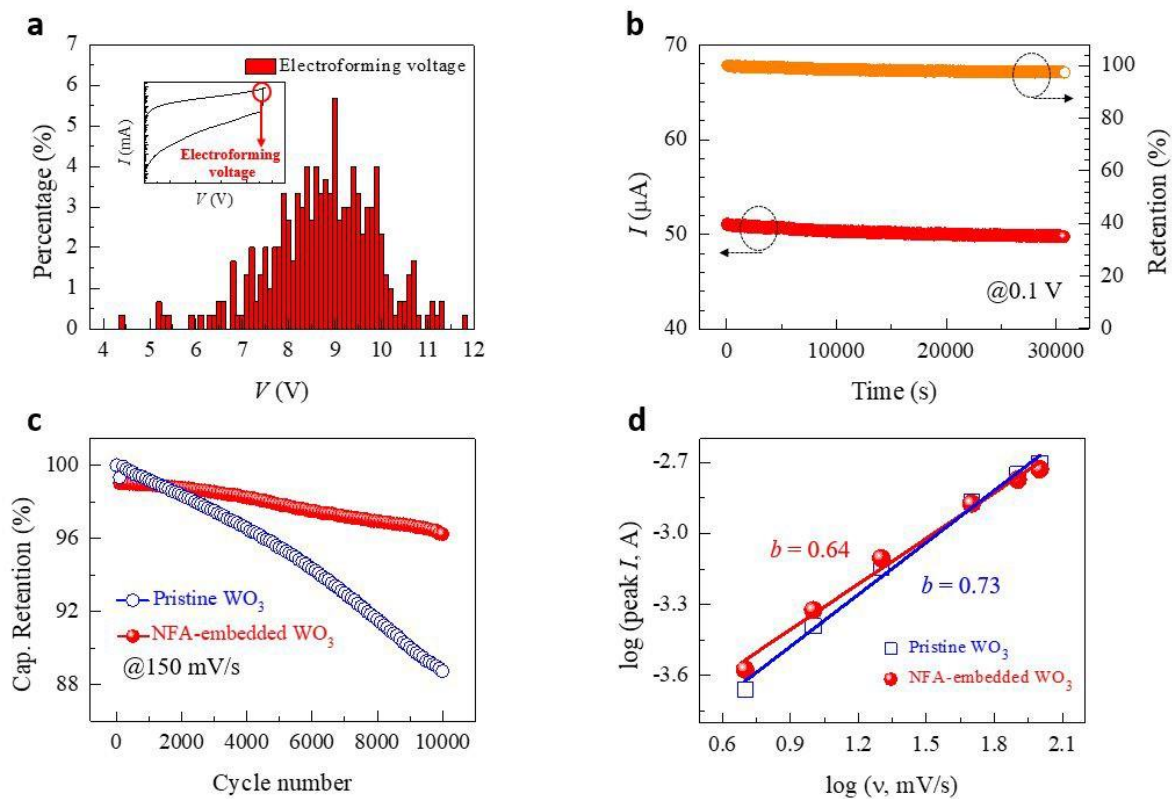 a
7
6
5
4
3
2
1
0
Percentage (%)
Electroforming voltage
I (mA)
Electroforming
voltage
V (V)
4 5 6 7 8 9 10 11 12
V (V)
b
70
60
50
40
I (μA)
100
80
60
40
20
0
Retention (%)
@0.1 V
0 10000 20000 30000
Time (s)
c
100
96
92
88
Cap. Retention (%)
Pristine WO₃
NFA-embedded WO₃
@150 mV/s
0 2000 4000 6000 8000 10000
Cycle number
d
-2.7
-3.0
-3.3
-3.6
log (peak I, A)
b = 0.64
b = 0.73
Pristine WO₃
NFA-embedded WO₃
0.6 0.9 1.2 1.5 1.8 2.1
log (ν, mV/s)